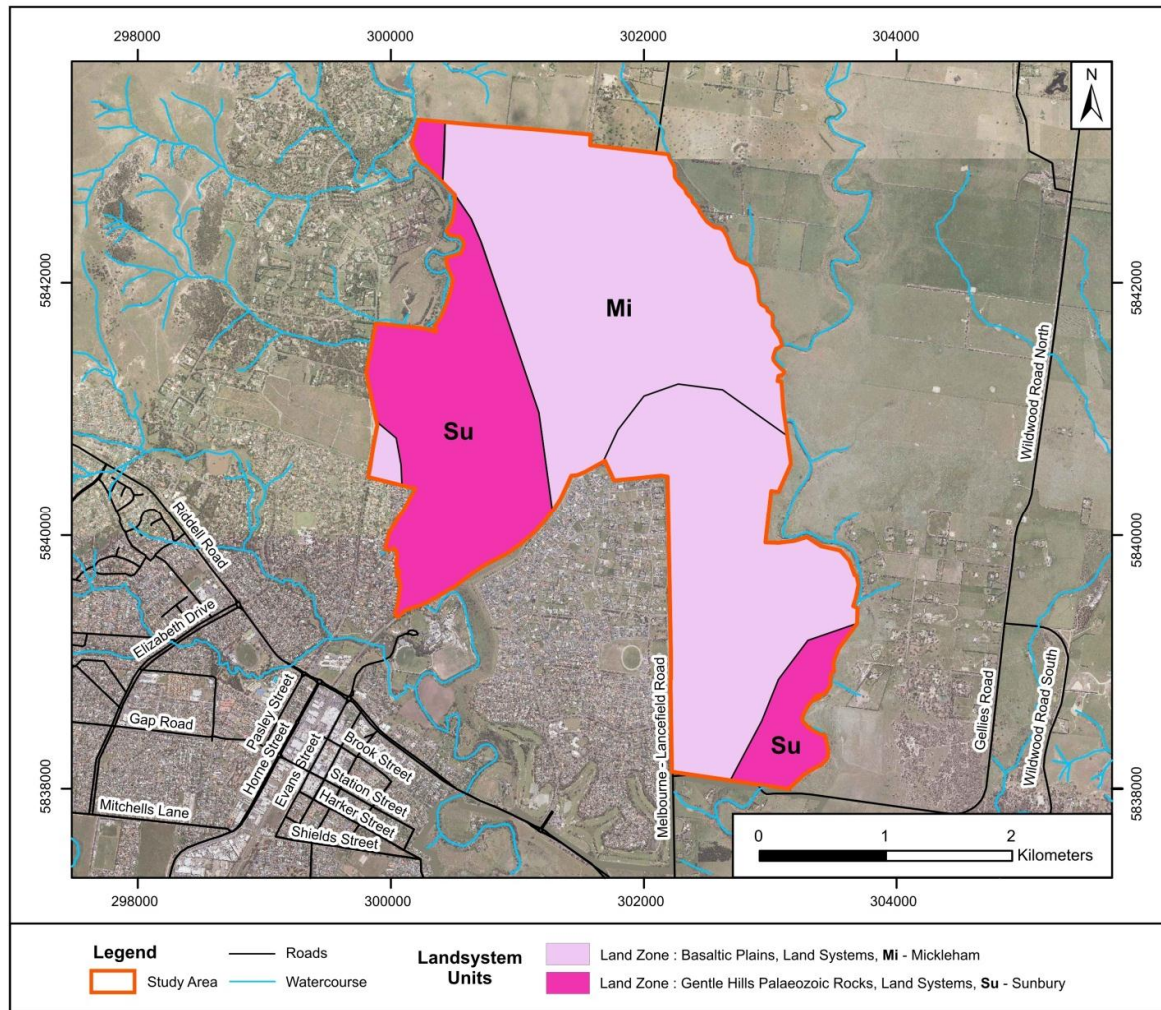 298000
300000
302000
304000
N
5842000
5842000
Mi
Su
Wildwood Road North
5840000
5840000
Riddell Road
Elizabeth Drive
Gap Road
Pasley Street
Horne Street
Evans Street
Brook Street
Station Street
Harker Street
Shields Street
Mitchells Lane
Melbourne - Lancefield Road
Su
Gellies Road
Wildwood Road South
5838000
5838000
0 1 2
Kilometers
298000
300000
302000
304000
Legend
Study Area
Roads
Watercourse
Landsystem
Units
Land Zone : Basaltic Plains, Land Systems, Mi - Mickleham
Land Zone : Gentle Hills Palaeozoic Rocks, Land Systems, Su - Sunbury